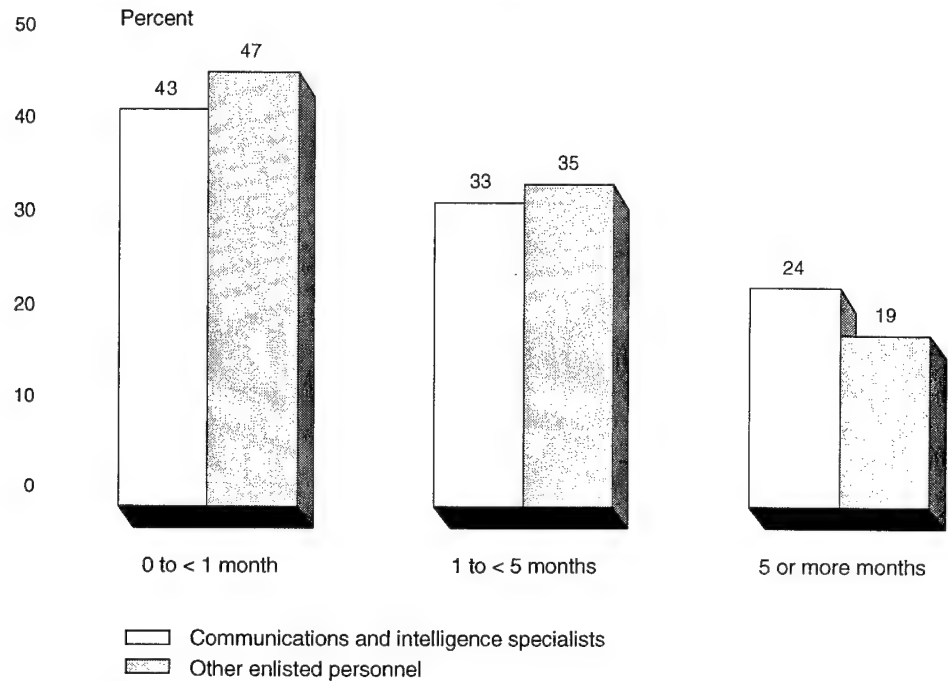 Percent
50
40
30
20
10
0
43
47
33
35
24
19
0 to < 1 month
1 to < 5 months
5 or more months
Communications and intelligence specialists
Other enlisted personnel